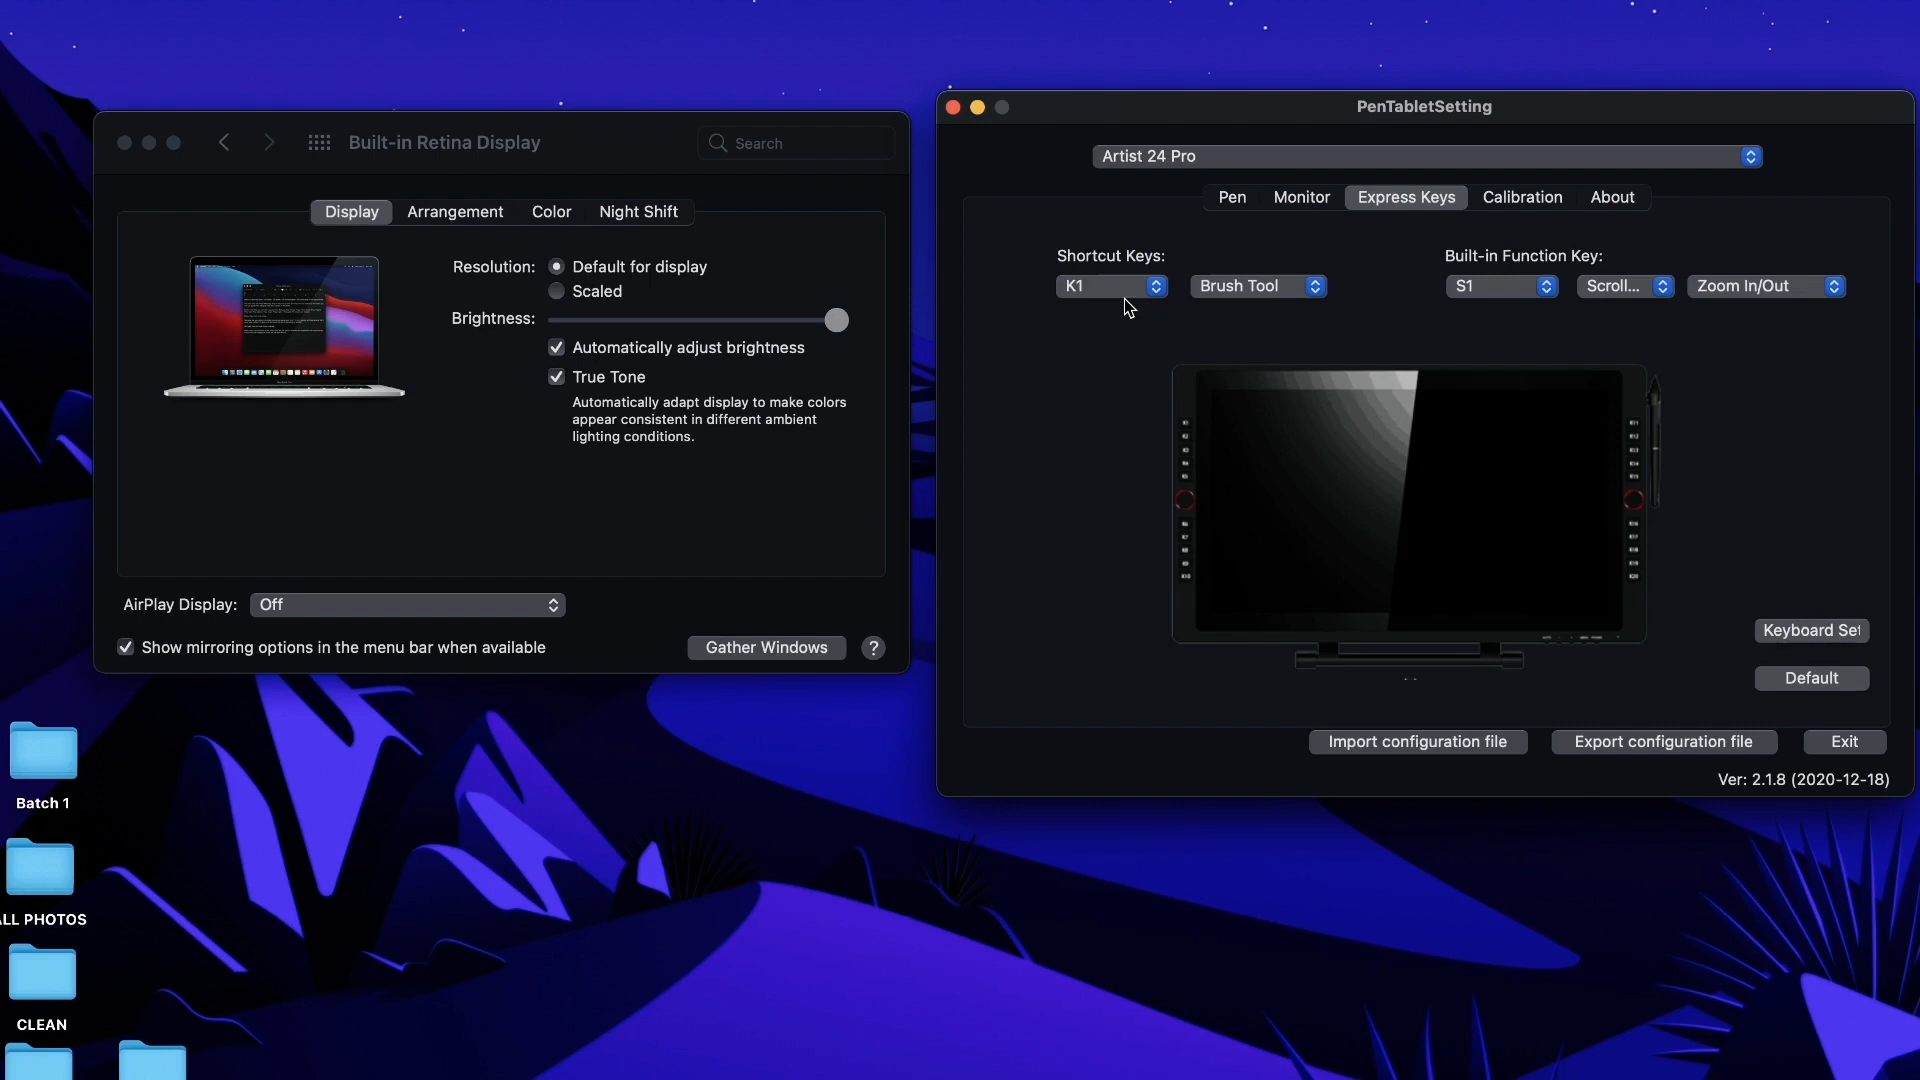 Built-in Retina Display
Search
Display
Arrangement
Color
Night Shift
Resolution:
Default for display
Scaled
Brightness:
Automatically adjust brightness
True Tone
Automatically adapt display to make colors
appear consistent in different ambient
lighting conditions.
AirPlay Display:
Off
Show mirroring options in the menu bar when available
Gather Windows
?
PenTabletSetting
Artist 24 Pro
Pen
Monitor
Express Keys
Calibration
About
Shortcut Keys:
K1
Brush Tool
Built-in Function Key:
S1
Scroll...
Zoom In/Out
Keyboard Set
Default
Import configuration file
Export configuration file
Exit
Ver: 2.1.8 (2020-12-18)
Batch 1
ALL PHOTOS
CLEAN